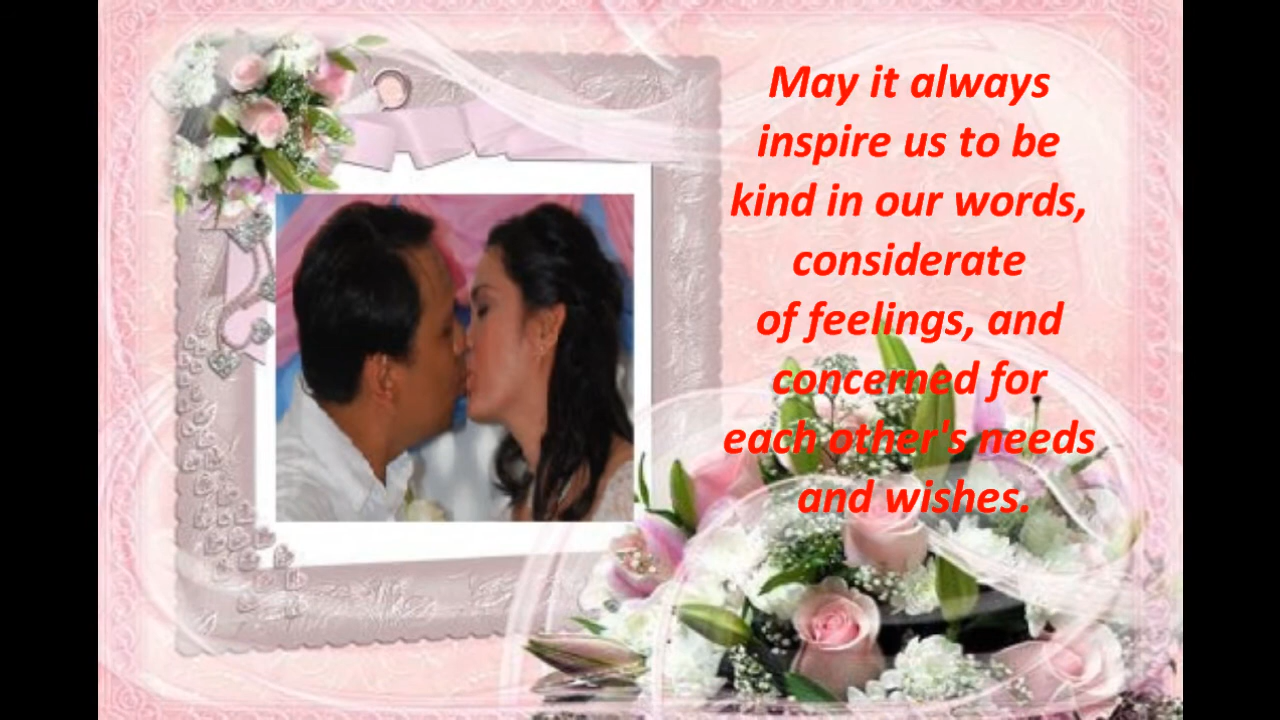 May it always
inspire us to be
kind in our words,
considerate
of feelings, and
concerned for
each other's needs
and wishes.